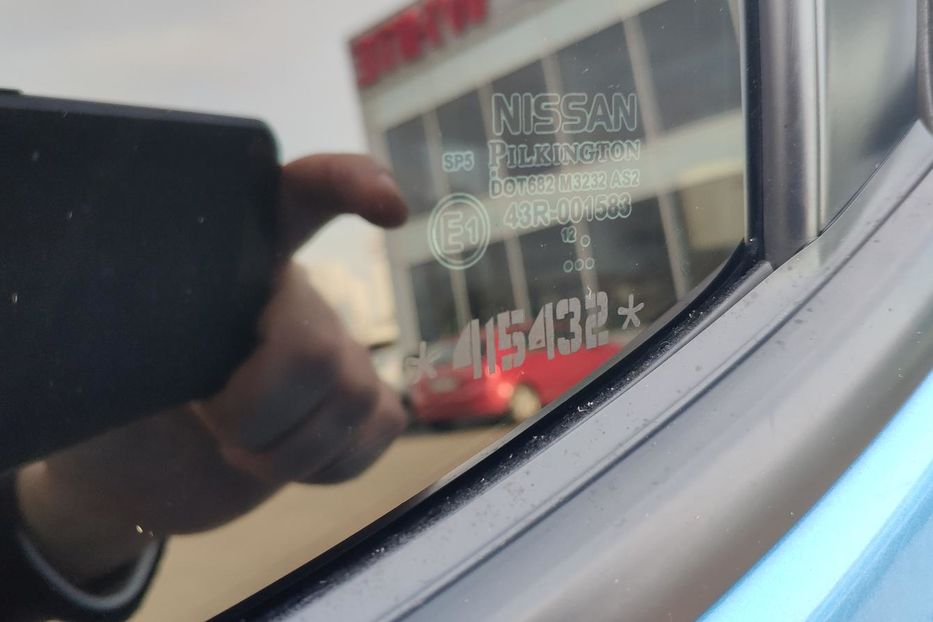 NISSAN
SP5 PILKINGTON
DOT682 M3232 AS2
E1 43R-001583
12
*415432*